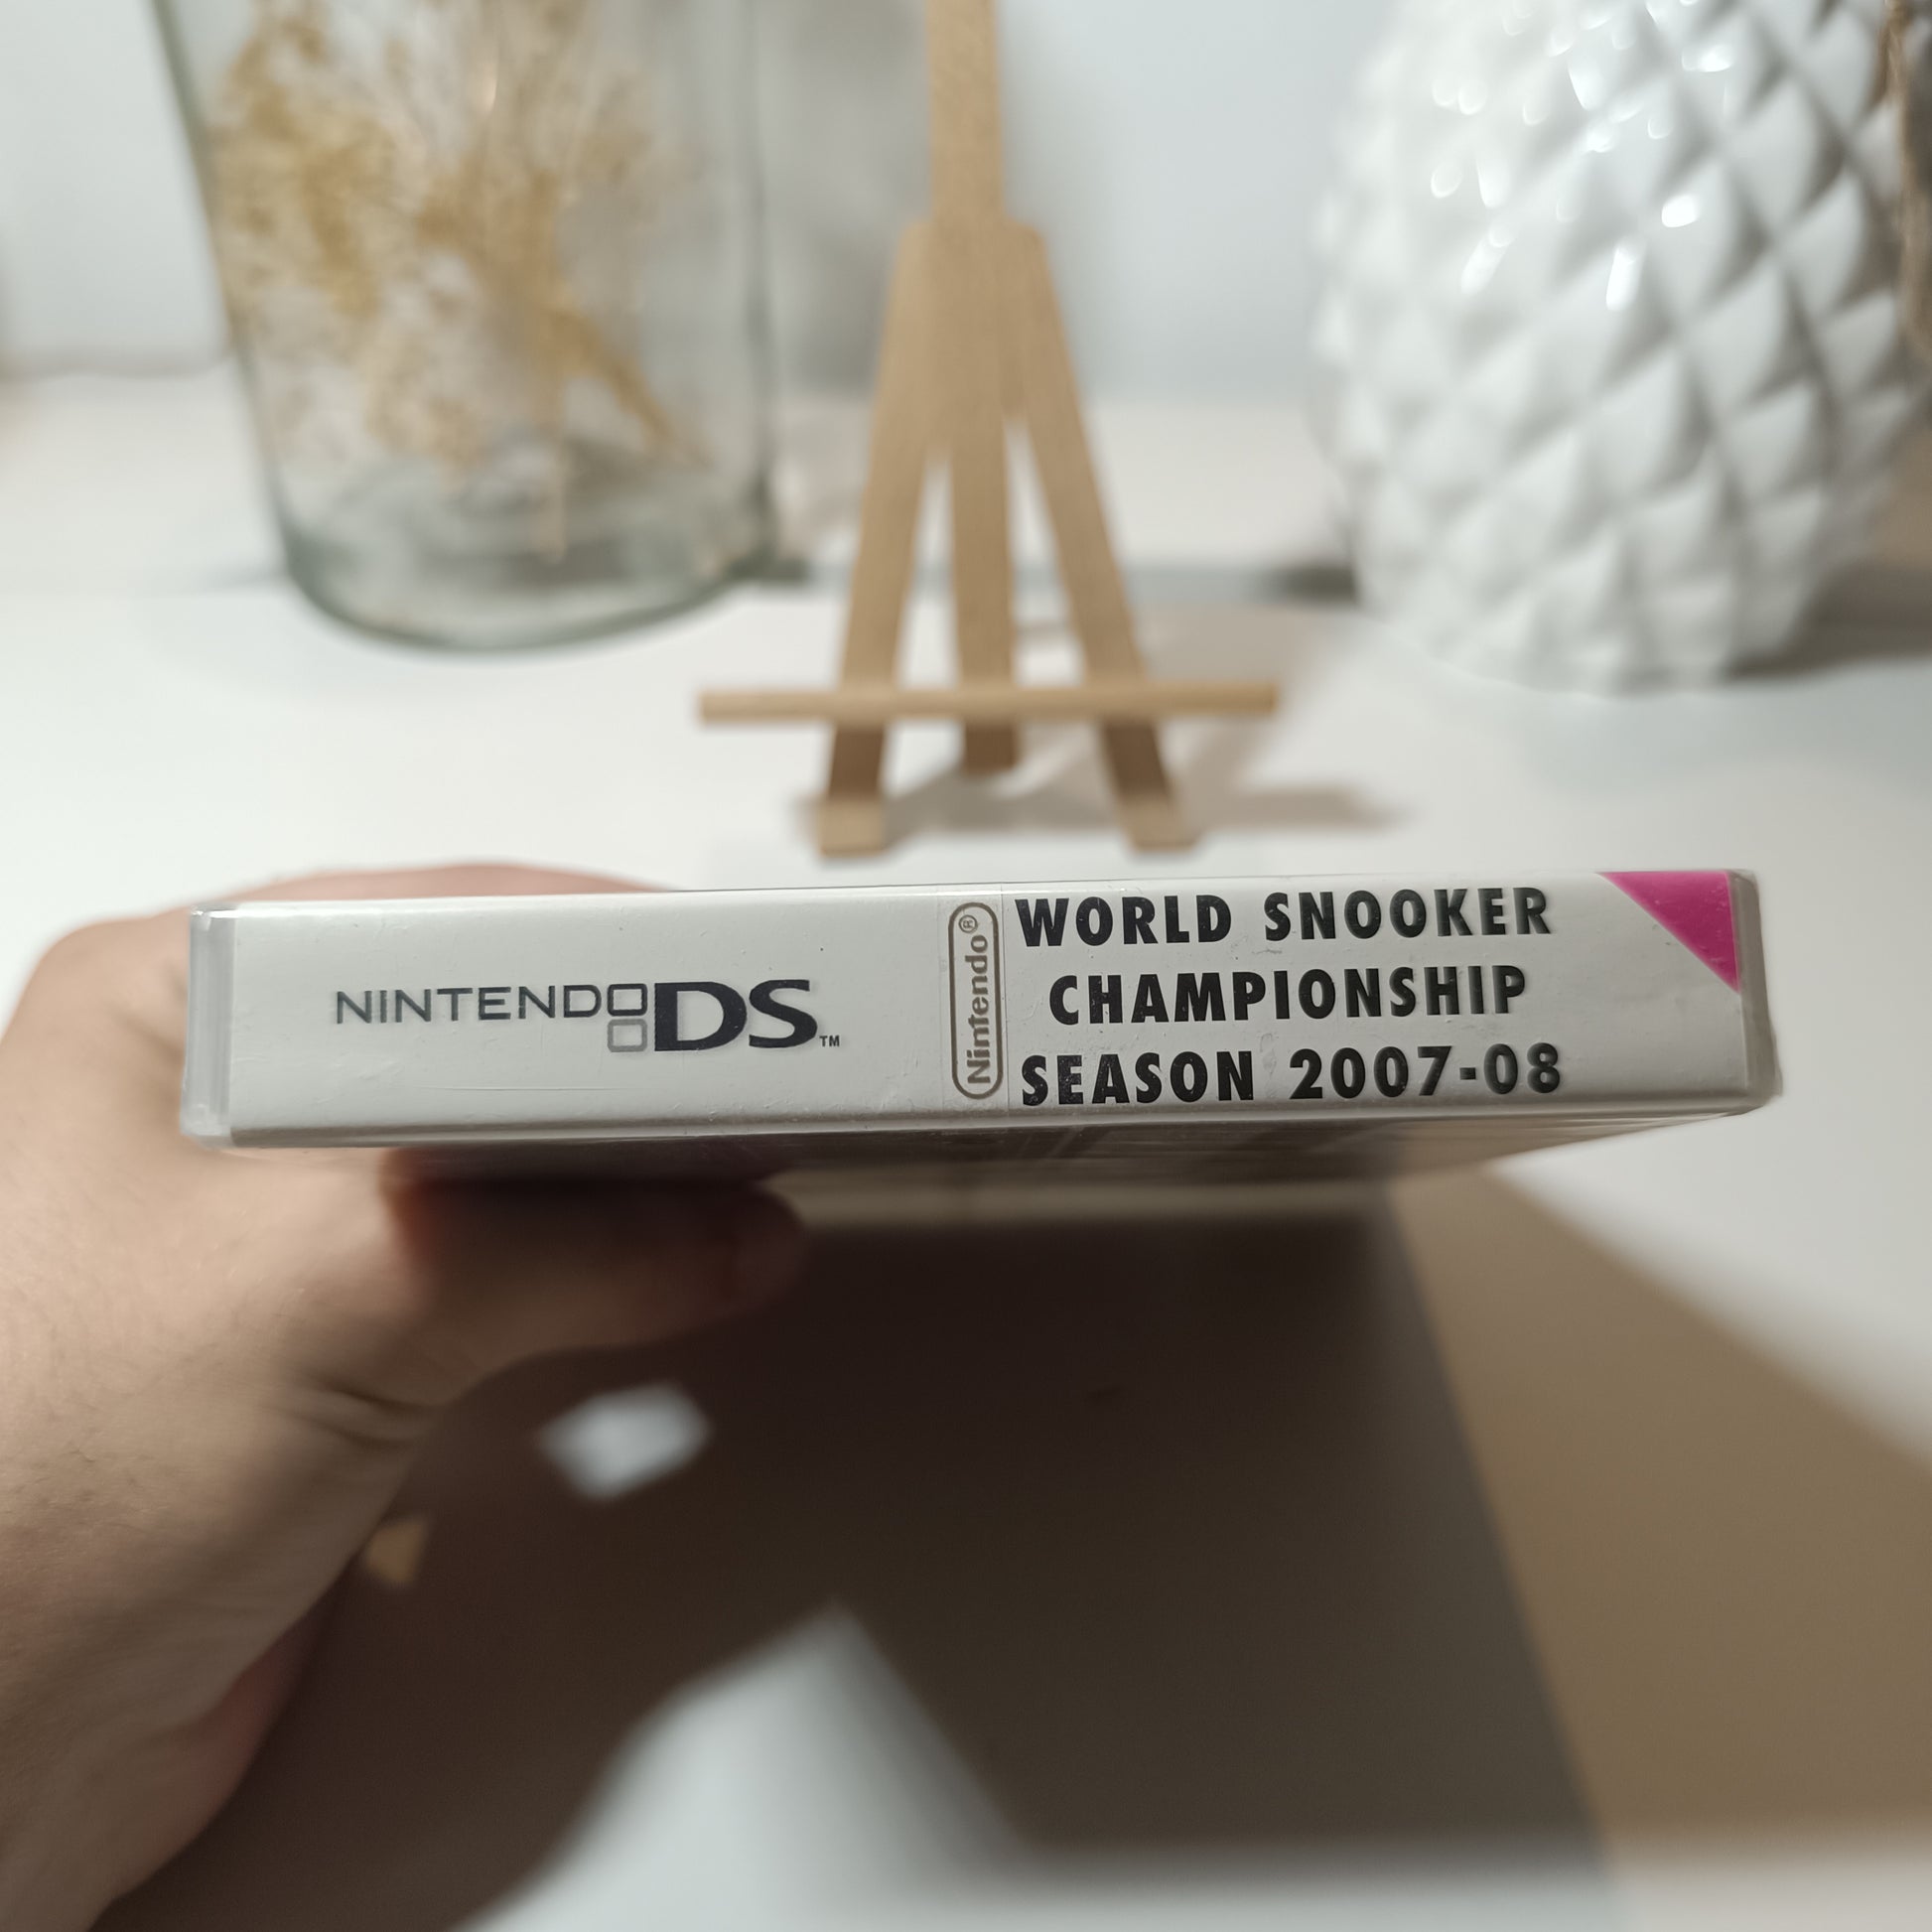 NINTENDO DS™
Nintendo®
WORLD SNOOKER
CHAMPIONSHIP
SEASON 2007-08